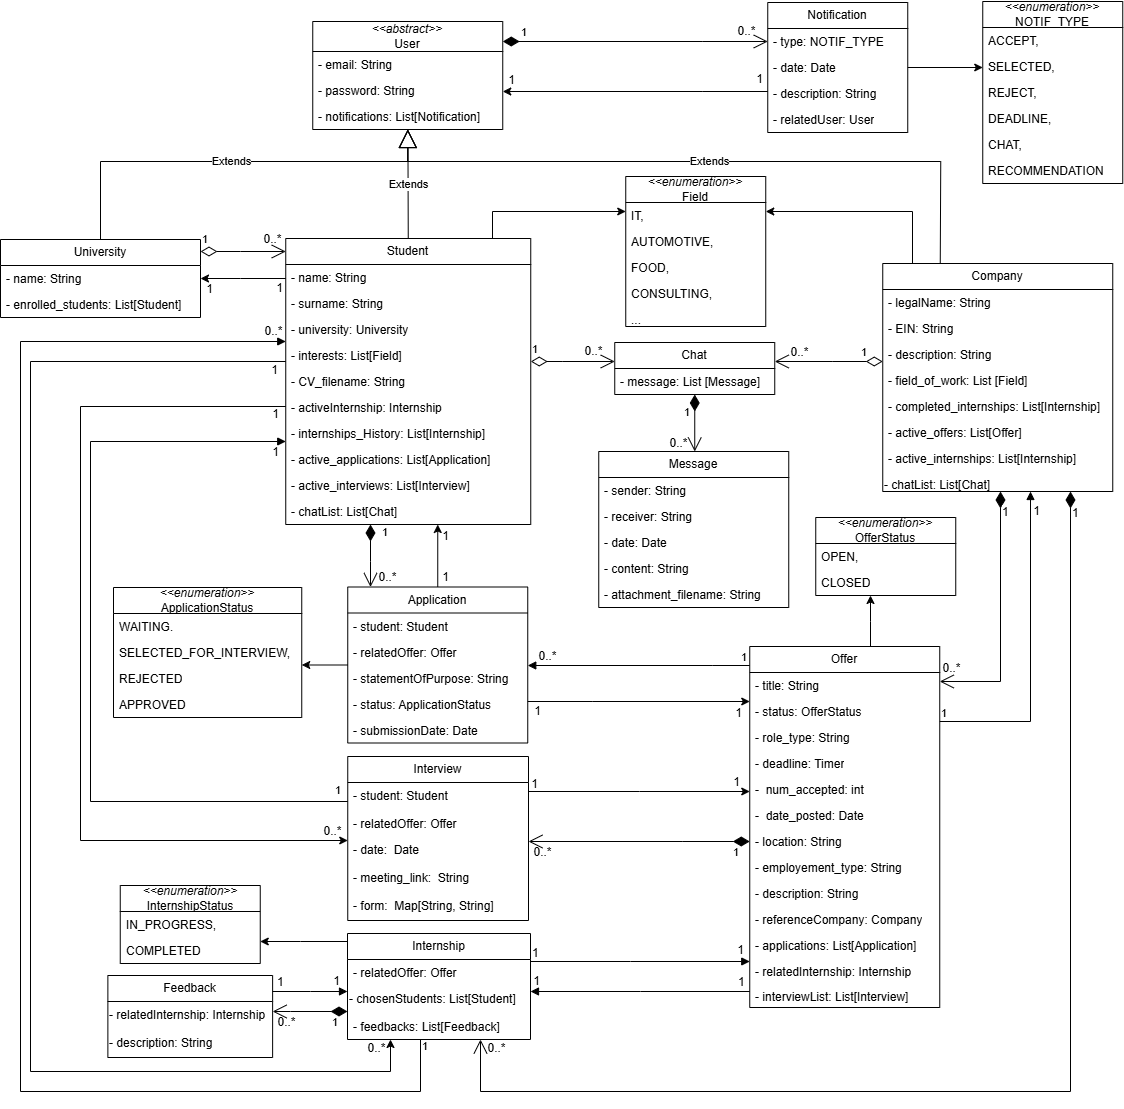 <<abstract>>
User
- email: String
- password: String
- notifications: List[Notification]
1
0..*
1
1
Notification
- type: NOTIF_TYPE
- date: Date
- description: String
- relatedUser: User
<<enumeration>>
NOTIF_TYPE
ACCEPT,
SELECTED,
REJECT,
DEADLINE,
CHAT,
RECOMMENDATION
Extends
Extends
Extends
<<enumeration>>
Field
IT,
AUTOMOTIVE,
FOOD,
CONSULTING,
...
University
- name: String
- enrolled_students: List[Student]
1
0..*
1
1
Student
- name: String
- surname: String
- university: University
- interests: List[Field]
- CV_filename: String
- activeInternship: Internship
- internships_History: List[Internship]
- active_applications: List[Application]
- active_interviews: List[Interview]
- chatList: List[Chat]
0..*
1
1
1
1
0..*
Chat
- message: List [Message]
0..*
1
1
0..*
Company
- legalName: String
- EIN: String
- description: String
- field_of_work: List [Field]
- completed_internships: List[Internship]
- active_offers: List[Offer]
- active_internships: List[Internship]
- chatList: List[Chat]
1
1
1
Message
- sender: String
- receiver: String
- date: Date
- content: String
- attachment_filename: String
<<enumeration>>
OfferStatus
OPEN,
CLOSED
1
0..*
1
1
<<enumeration>>
ApplicationStatus
WAITING.
SELECTED_FOR_INTERVIEW,
REJECTED
APPROVED
Application
- student: Student
- relatedOffer: Offer
- statementOfPurpose: String
- status: ApplicationStatus
- submissionDate: Date
0..*
1
1
1
0..*
1
Offer
- title: String
- status: OfferStatus
- role_type: String
- deadline: Timer
- num_accepted: int
- date_posted: Date
- location: String
- employement_type: String
- description: String
- referenceCompany: Company
- applications: List[Application]
- relatedInternship: Internship
- interviewList: List[Interview]
Interview
- student: Student
- relatedOffer: Offer
- date: Date
- meeting_link: String
- form: Map[String, String]
1
0..*
1
1
0..*
1
<<enumeration>>
InternshipStatus
IN_PROGRESS,
COMPLETED
Internship
- relatedOffer: Offer
- chosenStudents: List[Student]
- feedbacks: List[Feedback]
1
1
1
1
Feedback
- relatedInternship: Internship
- description: String
1
1
0..*
1
0..*
1
0..*